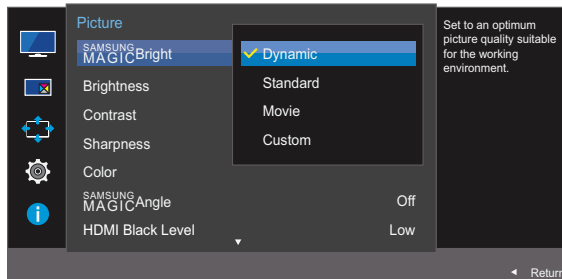 Picture
SAMSUNG
MAGICBright
Dynamic
Brightness
Standard
Contrast
Movie
Sharpness
Custom
Color
SAMSUNG
MAGICAngle Off
HDMI Black Level Low
Set to an optimum
picture quality suitable
for the working
environment.
Return